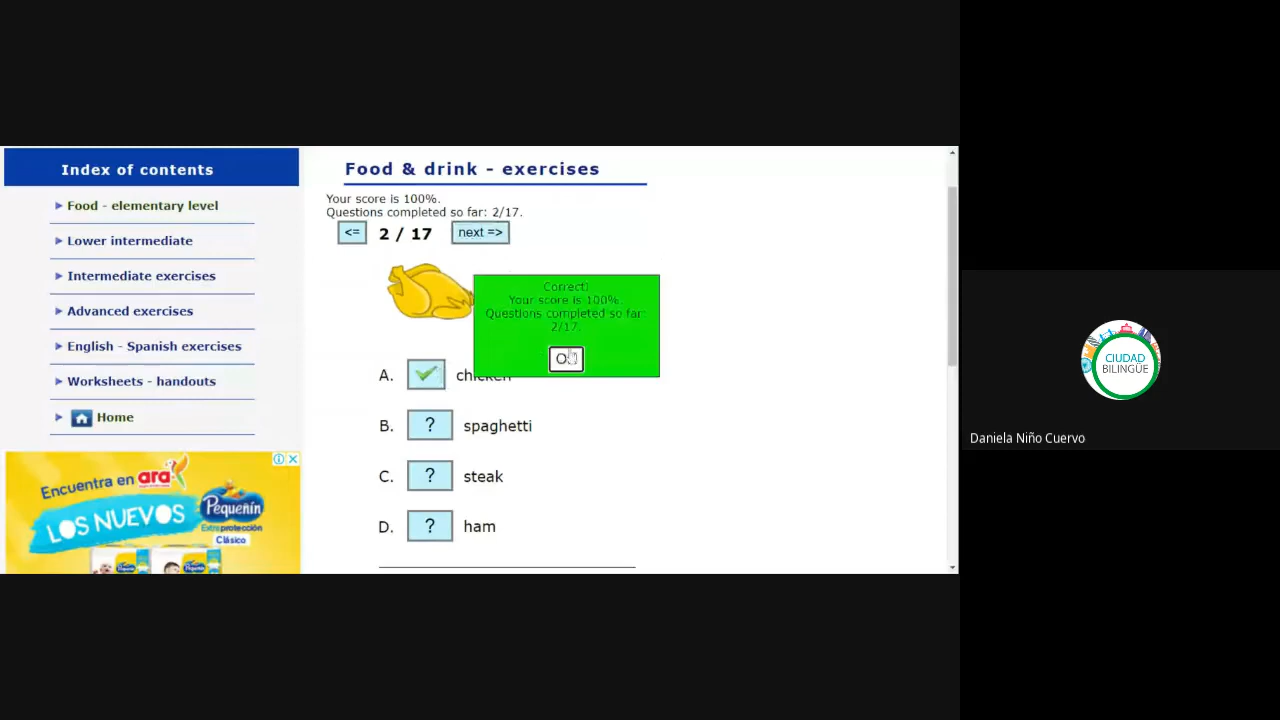 Index of contents
Food - elementary level
Lower intermediate
Intermediate exercises
Advanced exercises
English - Spanish exercises
Worksheets - handouts
Home
Encuentra en ara
LOS NUEVOS
Pequeñín
Extraprotección
Clásico
Food & drink - exercises
Your score is 100%.
Questions completed so far: 2/17.
<= 2 / 17 next =>
Correct!
Your score is 100%.
Questions completed so far:
2/17.
A. chicken
B. ? spaghetti
C. ? steak
D. ? ham
CIUDAD
BILINGÜE
Daniela Niño Cuervo